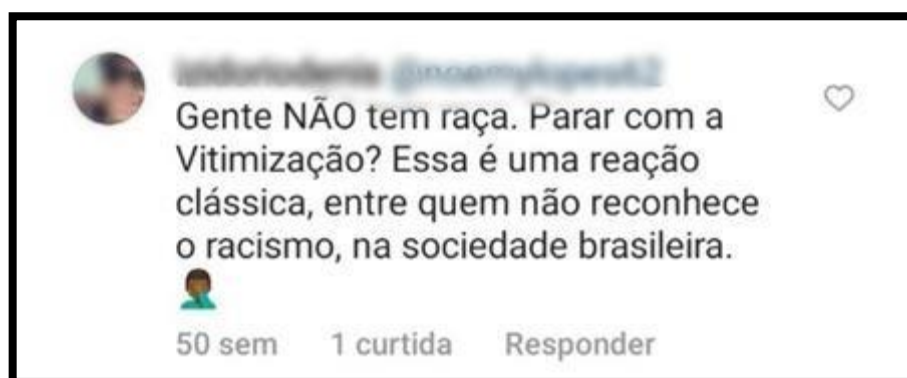 Gente NÃO tem raça. Parar com a
Vitimização? Essa é uma reação
clássica, entre quem não reconhece
o racismo, na sociedade brasileira.
50 sem 1 curtida Responder